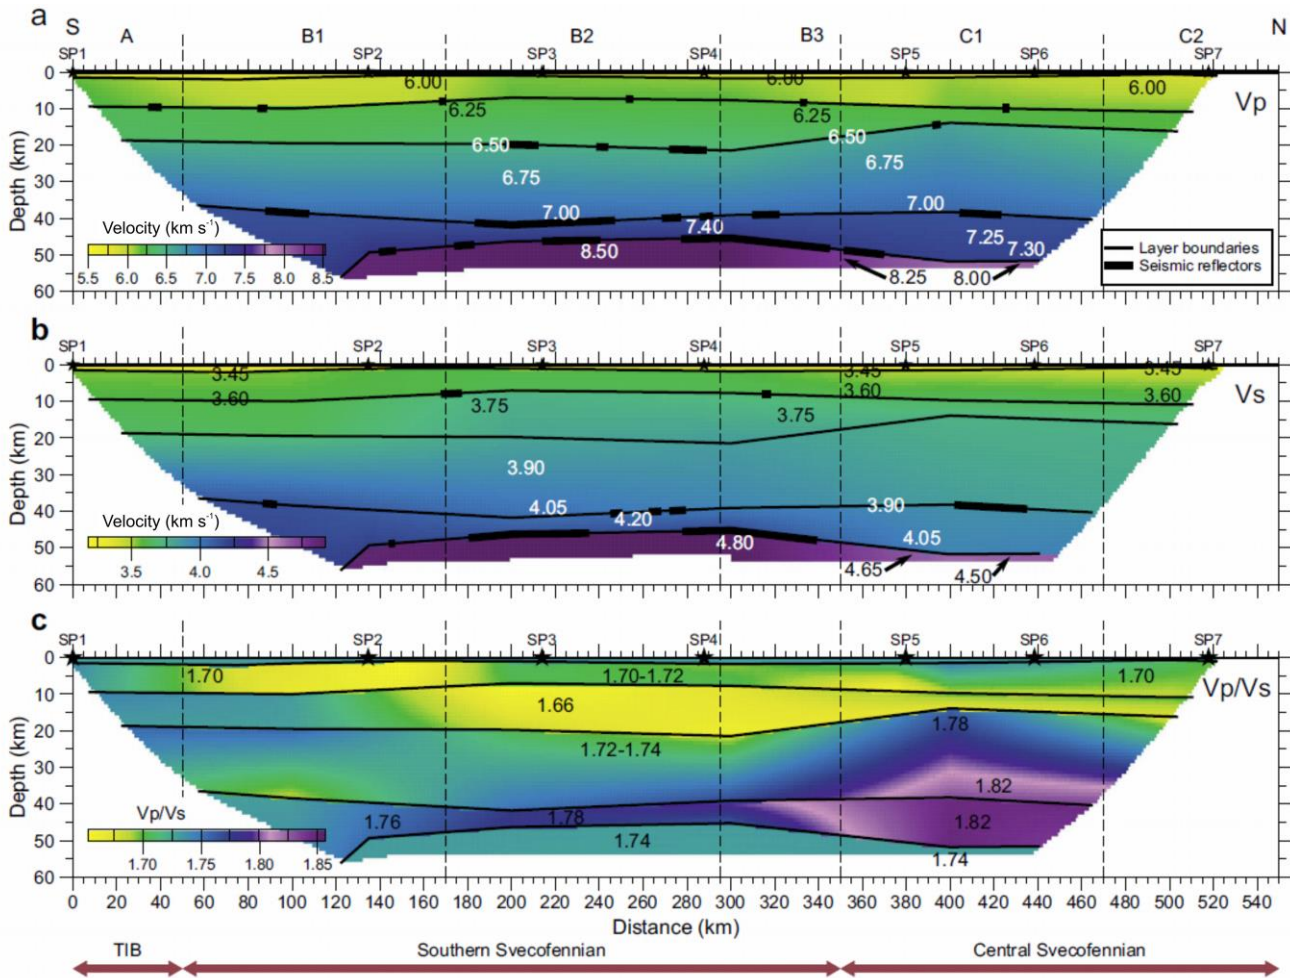 a
S N
A B1 B2 B3 C1 C2
SP1 SP2 SP3 SP4 SP5 SP6 SP7
0
10
20
30
40
50
60
Depth (km)
6.00 6.00 6.00
6.25 6.25
6.50 6.50
6.75 6.75
7.00 7.00
7.40 7.25 7.30
8.50 8.25 8.00
Vp
Velocity (km s⁻¹)
5.5 6.0 6.5 7.0 7.5 8.0 8.5
Layer boundaries
Seismic reflectors
b
SP1 SP2 SP3 SP4 SP5 SP6 SP7
0
10
20
30
40
50
60
Depth (km)
3.45 3.45 3.45
3.60 3.60 3.60
3.75 3.75
3.90 3.90
4.05 4.05
4.20
4.80 4.65 4.50
Vs
Velocity (km s⁻¹)
3.5 4.0 4.5
c
SP1 SP2 SP3 SP4 SP5 SP6 SP7
0
10
20
30
40
50
60
Depth (km)
1.70 1.70-1.72 1.70
1.66
1.72-1.74 1.78
1.82
1.76 1.78 1.82
1.74 1.74
Vp/Vs
Vp/Vs
1.70 1.75 1.80 1.85
0 20 40 60 80 100 120 140 160 180 200 220 240 260 280 300 320 340 360 380 400 420 440 460 480 500 520 540
Distance (km)
TIB Southern Svecofennian Central Svecofennian